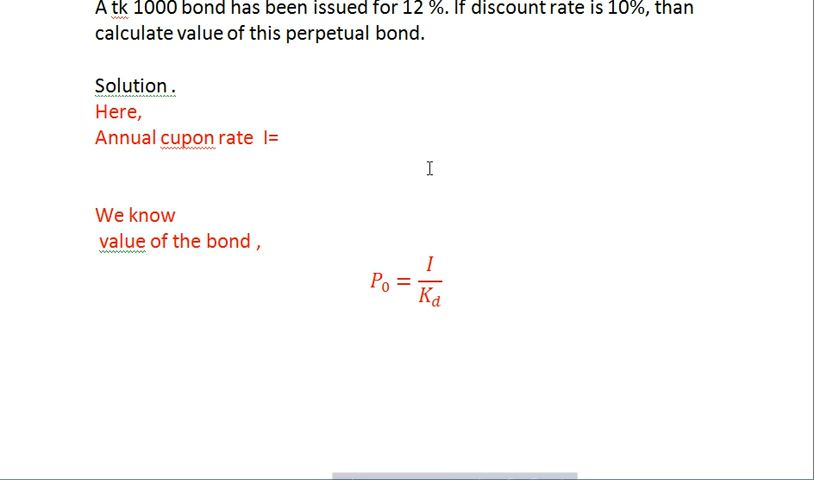 A tk 1000 bond has been issued for 12 %. If discount rate is 10%, than
calculate value of this perpetual bond.
Solution .
Here,
Annual cupon rate I=
We know
value of the bond ,
P₀ = I / K_d